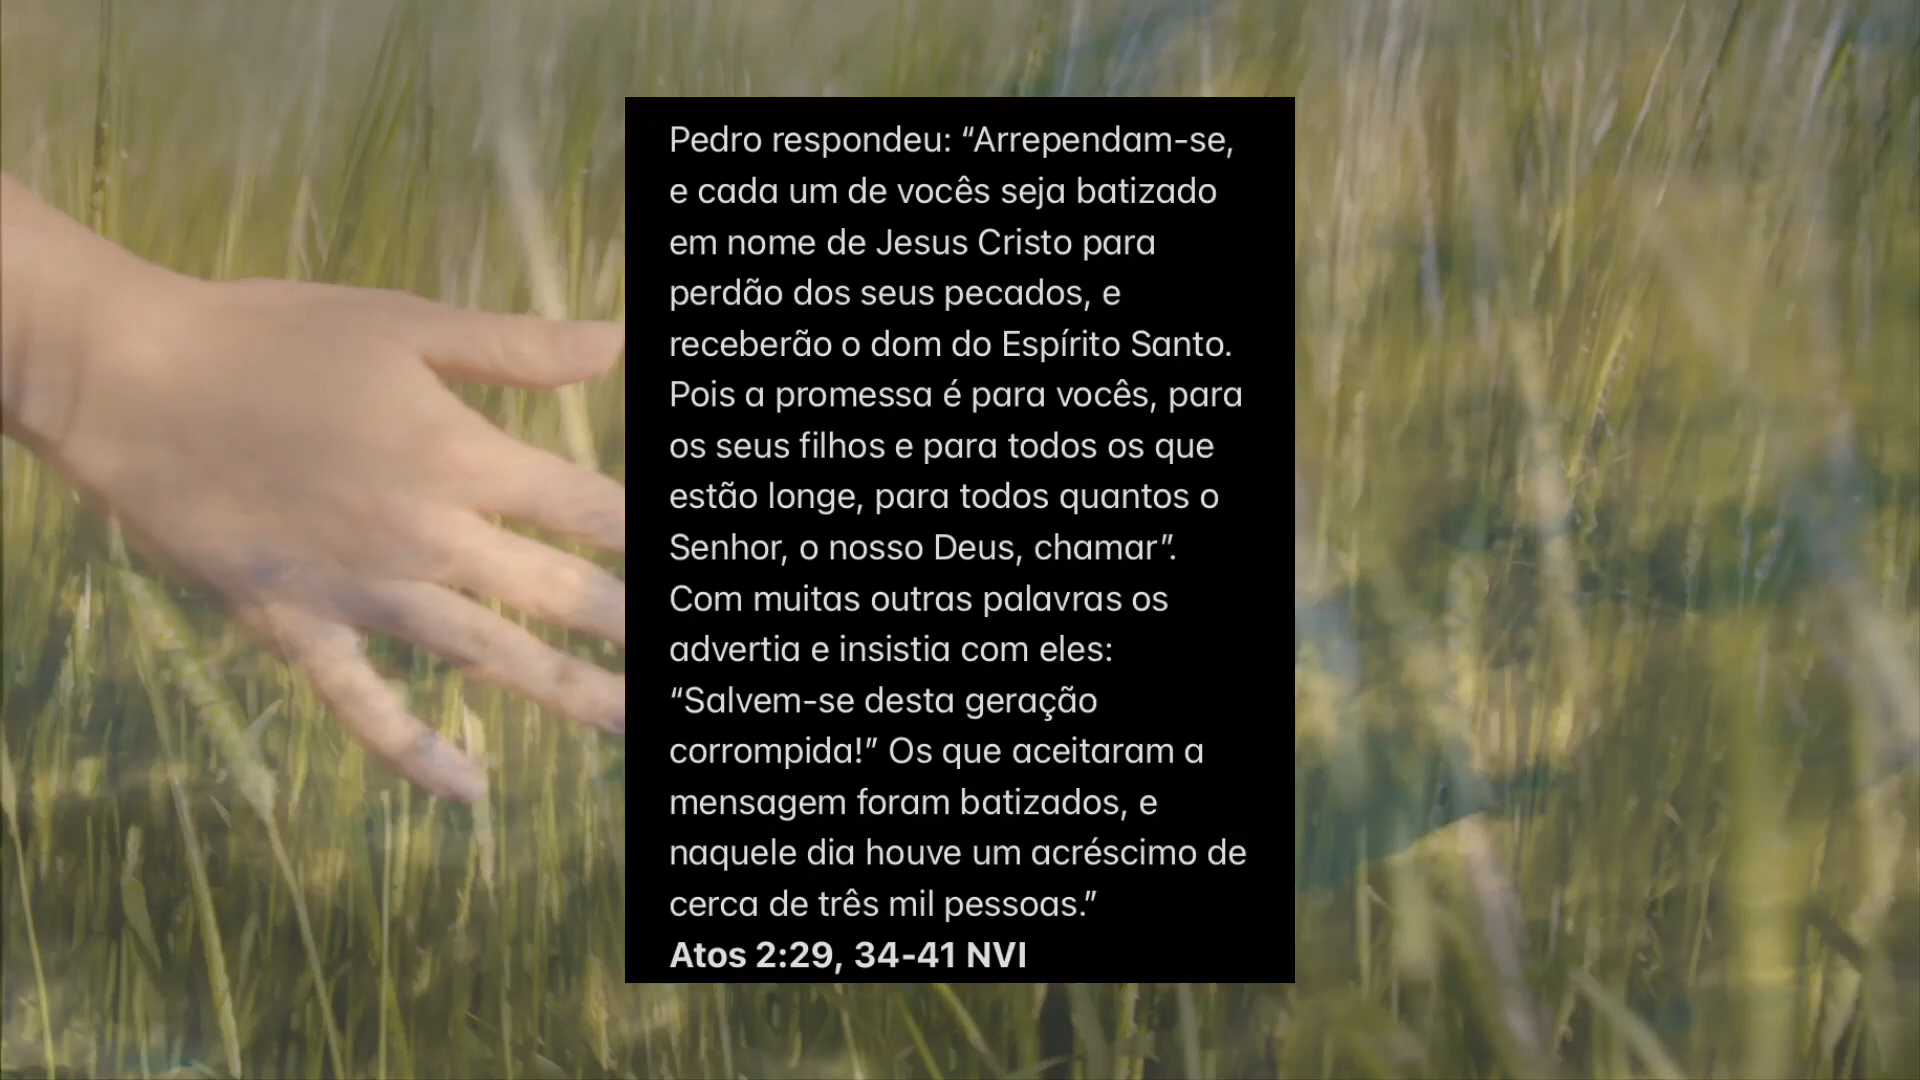 Pedro respondeu: “Arrependam-se,
e cada um de vocês seja batizado
em nome de Jesus Cristo para
perdão dos seus pecados, e
receberão o dom do Espírito Santo.
Pois a promessa é para vocês, para
os seus filhos e para todos os que
estão longe, para todos quantos o
Senhor, o nosso Deus, chamar”.
Com muitas outras palavras os
advertia e insistia com eles:
“Salvem-se desta geração
corrompida!” Os que aceitaram a
mensagem foram batizados, e
naquele dia houve um acréscimo de
cerca de três mil pessoas.”
Atos 2:29, 34-41 NVI